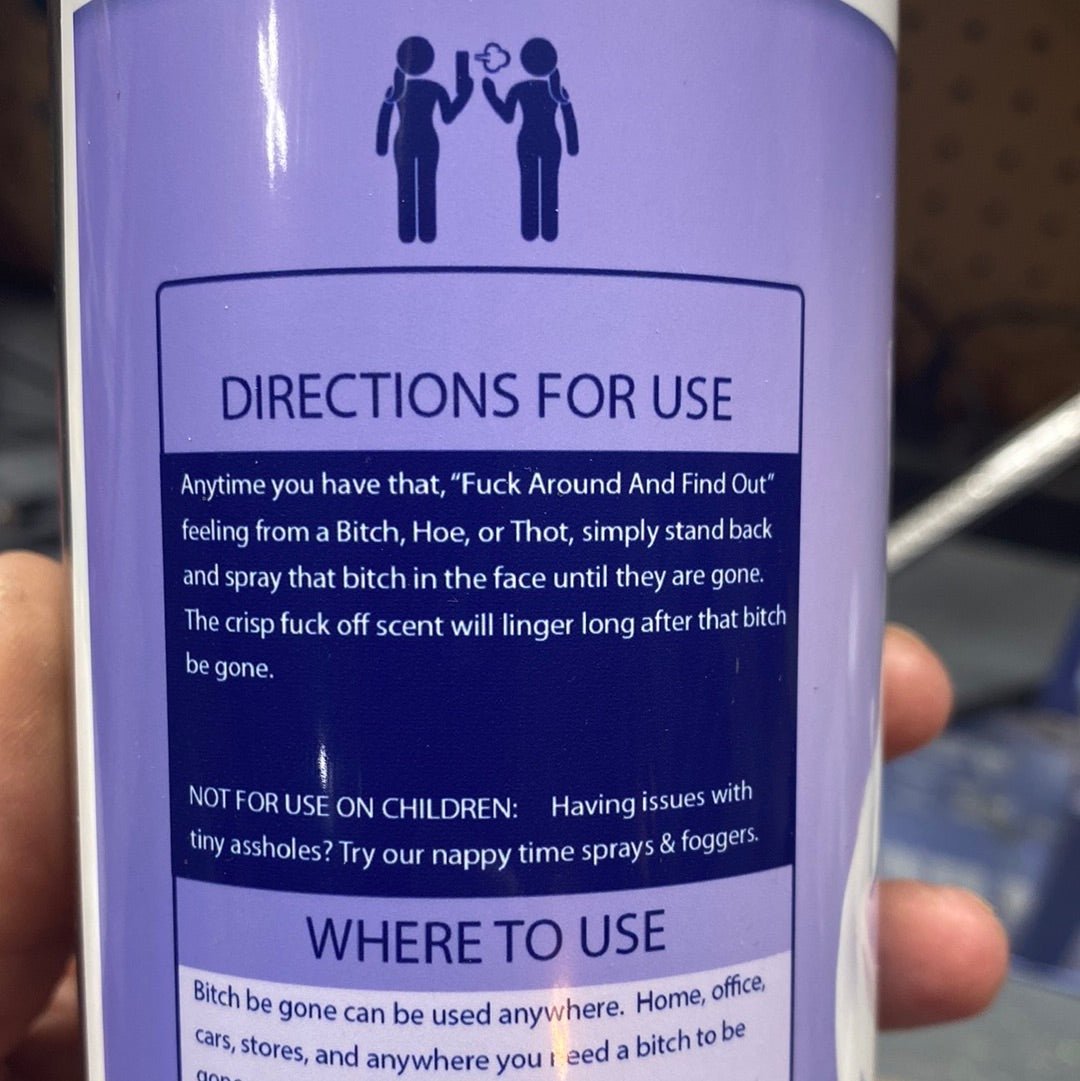 DIRECTIONS FOR USE
Anytime you have that, “Fuck Around And Find Out”
feeling from a Bitch, Hoe, or Thot, simply stand back
and spray that bitch in the face until they are gone.
The crisp fuck off scent will linger long after that bitch
be gone.
NOT FOR USE ON CHILDREN: Having issues with
tiny assholes? Try our nappy time sprays & foggers.
WHERE TO USE
Bitch be gone can be used anywhere. Home, office,
cars, stores, and anywhere you need a bitch to be